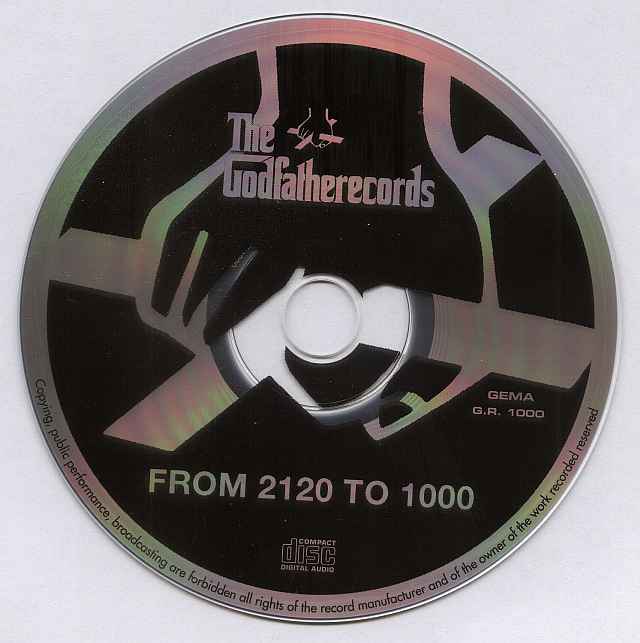 The
Godfatherecords
GEMA
G.R. 1000
FROM 2120 TO 1000
COMPACT
disc
DIGITAL AUDIO
Copying, public performance, broadcasting are forbidden all rights of the record manufacturer and of the owner of the work recorded reserved